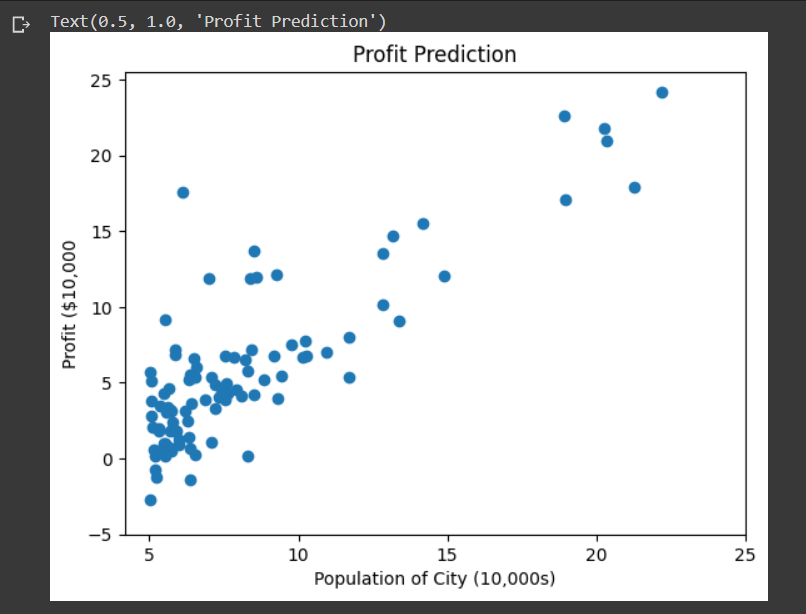 Text(0.5, 1.0, 'Profit Prediction')
Profit Prediction
25
20
15
10
5
0
−5
Profit ($10,000
5 10 15 20 25
Population of City (10,000s)